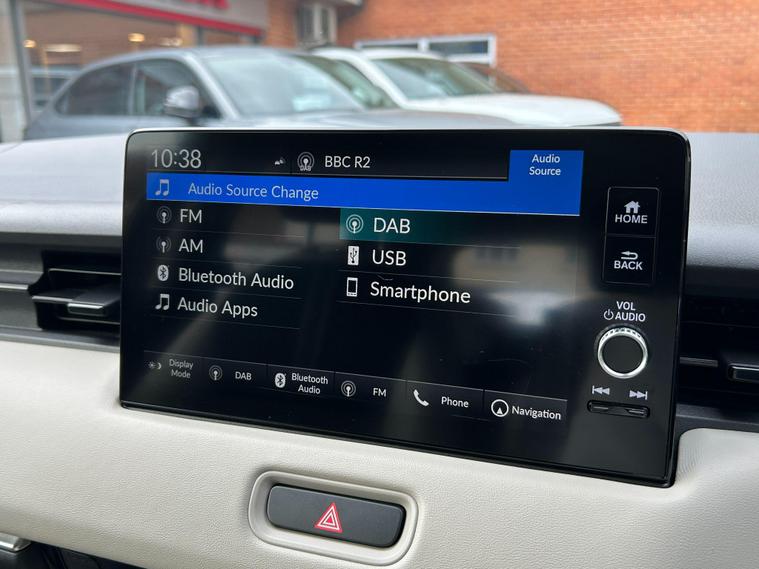 10:38
DAB
BBC R2
Audio
Source
Audio Source Change
FM
DAB
AM
USB
Bluetooth Audio
Smartphone
Audio Apps
Display
Mode
DAB
Bluetooth
Audio
FM
Phone
Navigation
HOME
BACK
VOL
AUDIO